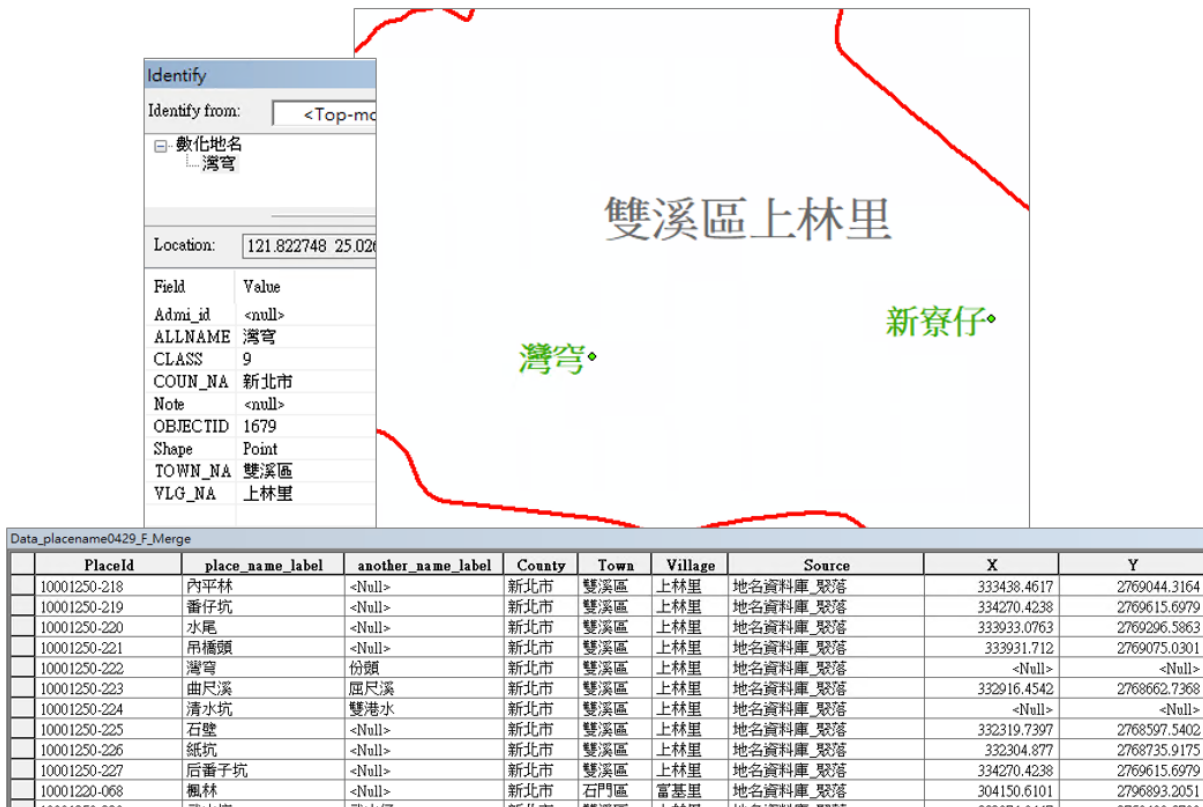 Identify
Identify from: <Top-mo
數化地名
灣穹
Location: 121.822748 25.026
Field Value
Admi_id <null>
ALLNAME 灣穹
CLASS 9
COUN_NA 新北市
Note <null>
OBJECTID 1679
Shape Point
TOWN_NA 雙溪區
VLG_NA 上林里
雙溪區上林里
新寮仔
灣穹
Data_placename0429_F_Merge
PlaceId place_name_label another_name_label County Town Village Source X Y
10001250-218 內平林 <Null> 新北市 雙溪區 上林里 地名資料庫_聚落 333438.4617 2769044.3164
10001250-219 番仔坑 <Null> 新北市 雙溪區 上林里 地名資料庫_聚落 334270.4238 2769615.6979
10001250-220 水尾 <Null> 新北市 雙溪區 上林里 地名資料庫_聚落 333933.0763 2769296.5863
10001250-221 吊橋頭 <Null> 新北市 雙溪區 上林里 地名資料庫_聚落 333931.712 2769075.0301
10001250-222 灣穹 份頭 新北市 雙溪區 上林里 地名資料庫_聚落 <Null> <Null>
10001250-223 曲尺溪 屈尺溪 新北市 雙溪區 上林里 地名資料庫_聚落 332916.4542 2768662.7368
10001250-224 清水坑 雙港水 新北市 雙溪區 上林里 地名資料庫_聚落 <Null> <Null>
10001250-225 石壁 <Null> 新北市 雙溪區 上林里 地名資料庫_聚落 332319.7397 2768597.5402
10001250-226 紙坑 <Null> 新北市 雙溪區 上林里 地名資料庫_聚落 332304.877 2768735.9175
10001250-227 后番子坑 <Null> 新北市 雙溪區 上林里 地名資料庫_聚落 334270.4238 2769615.6979
10001220-068 楓林 <Null> 新北市 石門區 富基里 地名資料庫_聚落 304150.6101 2796893.2051